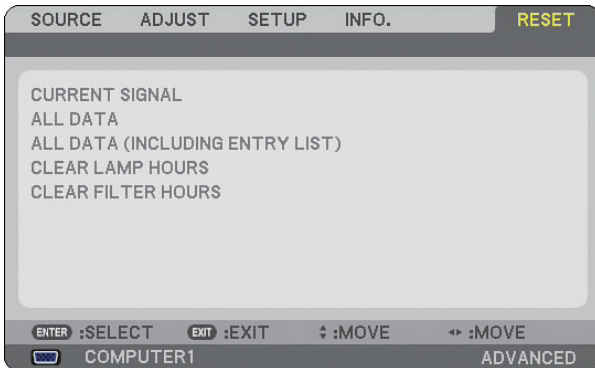 SOURCE ADJUST SETUP INFO. RESET
CURRENT SIGNAL
ALL DATA
ALL DATA (INCLUDING ENTRY LIST)
CLEAR LAMP HOURS
CLEAR FILTER HOURS
ENTER :SELECT EXIT :EXIT :MOVE :MOVE
COMPUTER1 ADVANCED